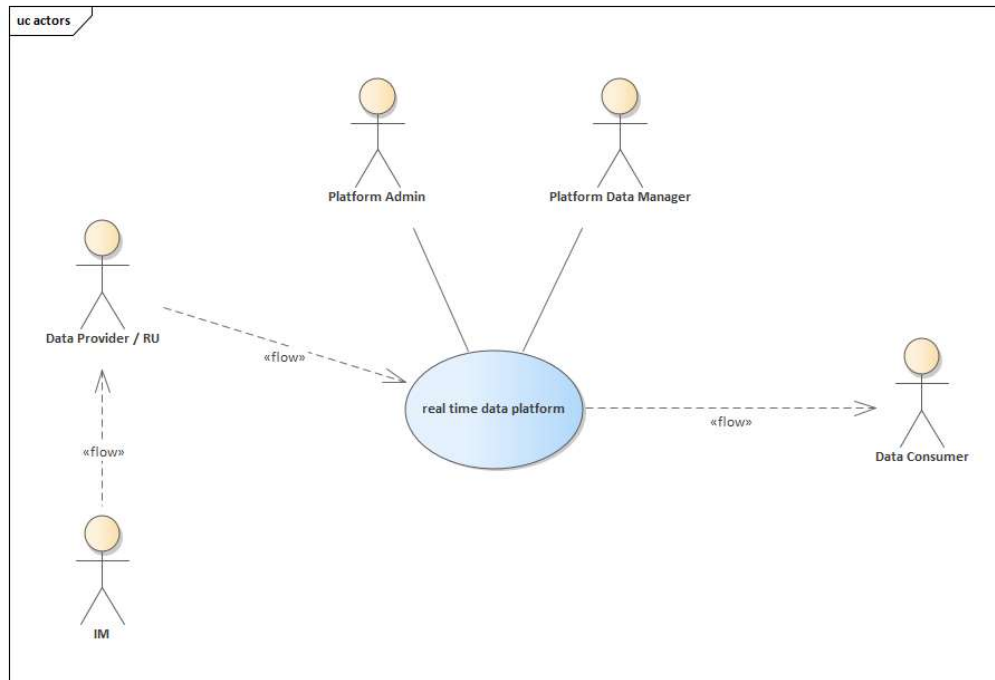 uc actors
Platform Admin
Platform Data Manager
Data Provider / RU
«flow»
real time data platform
«flow»
Data Consumer
«flow»
IM